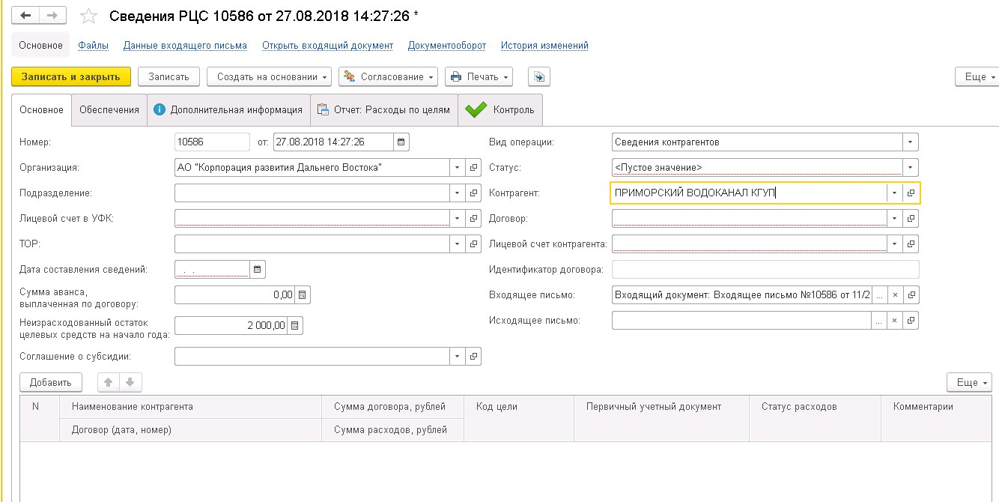 Сведения РЦС 10586 от 27.08.2018 14:27:26 *
Основное Файлы Данные входящего письма Открыть входящий документ Документооборот История изменений
Записать и закрыть Записать Создать на основании Согласование Печать Еще
Основное Обеспечения Дополнительная информация Отчет: Расходы по целям Контроль
Номер: 10586 от: 27.08.2018 14:27:26 Вид операции: Сведения контрагентов
Организация: АО "Корпорация развития Дальнего Востока" Статус: <Пустое значение>
Подразделение: Контрагент: ПРИМОРСКИЙ ВОДОКАНАЛ КГУП
Лицевой счет в УФК: Договор:
ТОР: Лицевой счет контрагента:
Дата составления сведений: . . Идентификатор договора:
Сумма аванса,
выплаченная по договору: 0,00 Входящее письмо: Входящий документ: Входящее письмо №10586 от 11/2 ... ×
Неизрасходованный остаток
целевых средств на начало года: 2 000,00 Исходящее письмо: ... ×
Соглашение о субсидии:
Добавить Еще
N Наименование контрагента Сумма договора, рублей Код цели Первичный учетный документ Статус расходов Комментарии
Договор (дата, номер) Сумма расходов, рублей